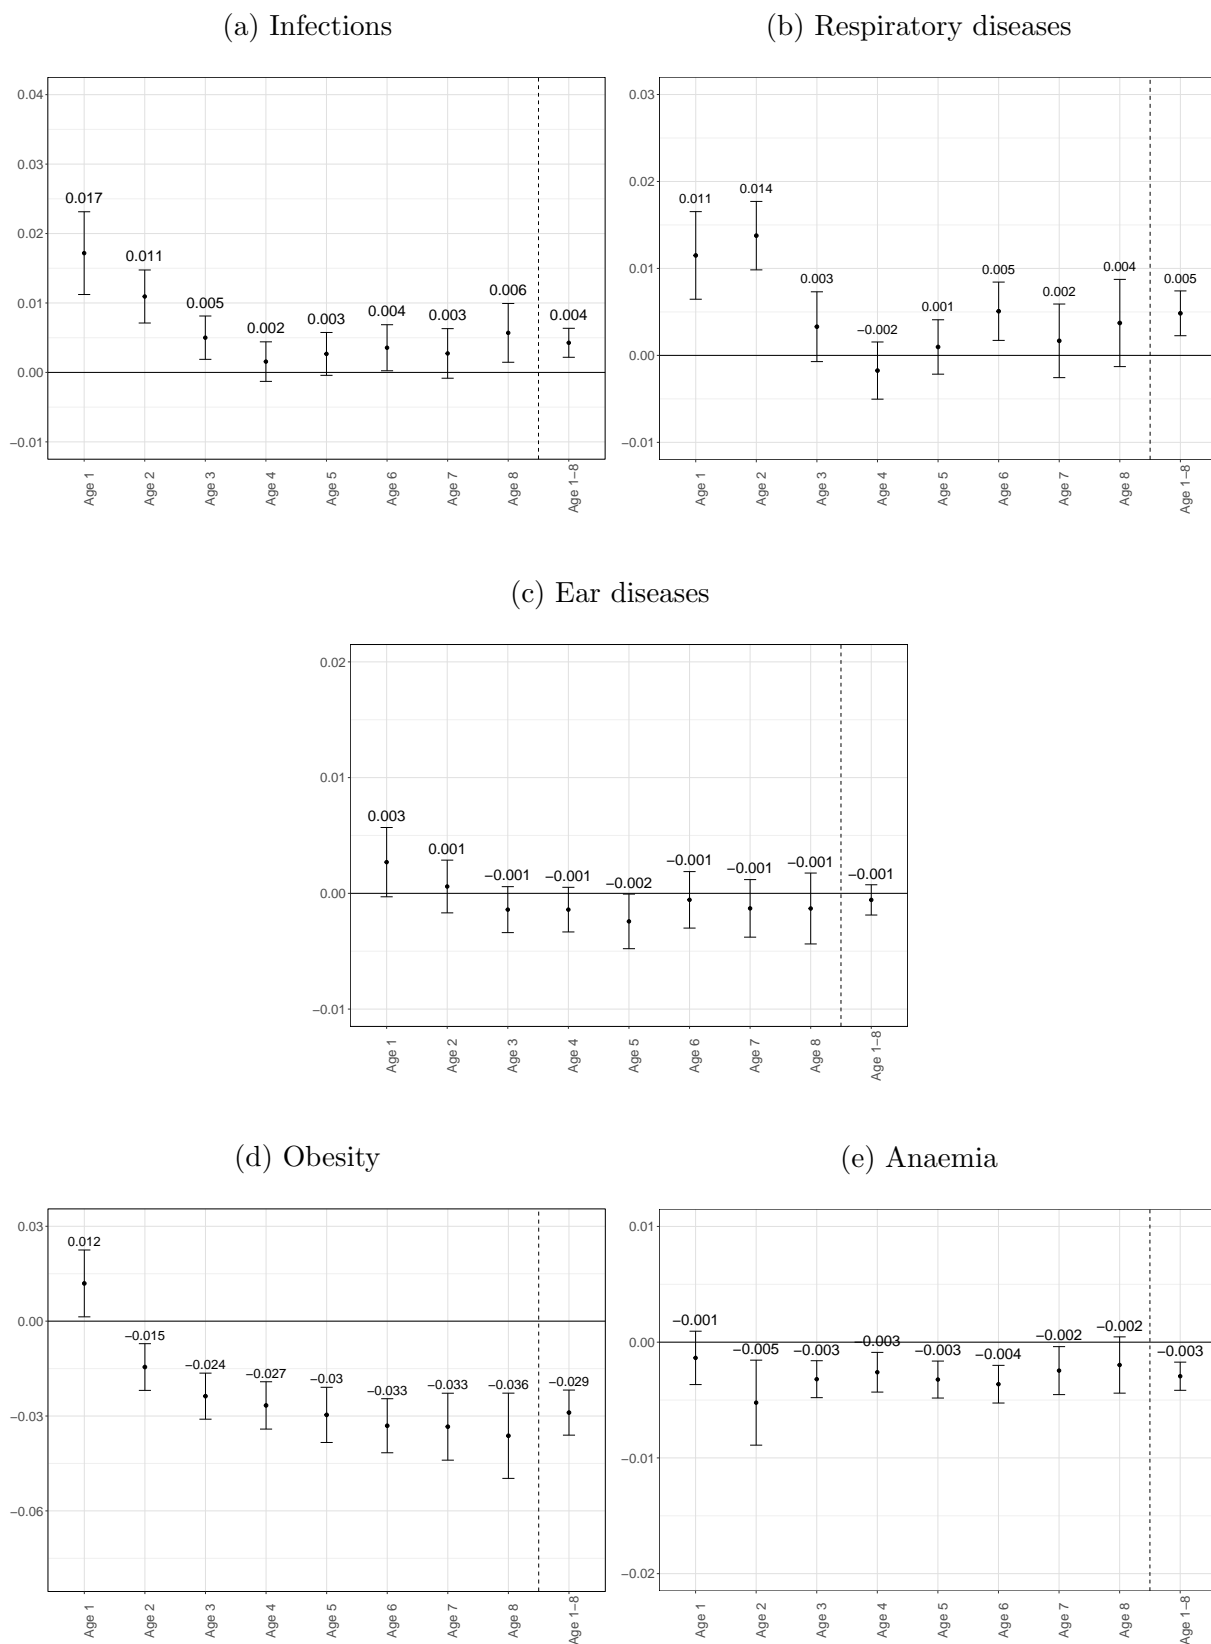 (a) Infections
0.04
0.03
0.02
0.01
0.00
−0.01
0.017
0.011
0.005
0.002
0.003
0.004
0.003
0.006
0.004
Age 1
Age 2
Age 3
Age 4
Age 5
Age 6
Age 7
Age 8
Age 1−8
(b) Respiratory diseases
0.03
0.02
0.01
0.00
−0.01
0.011
0.014
0.003
−0.002
0.001
0.005
0.002
0.004
0.005
Age 1
Age 2
Age 3
Age 4
Age 5
Age 6
Age 7
Age 8
Age 1−8
(c) Ear diseases
0.02
0.01
0.00
−0.01
0.003
0.001
−0.001
−0.001
−0.002
−0.001
−0.001
−0.001
−0.001
Age 1
Age 2
Age 3
Age 4
Age 5
Age 6
Age 7
Age 8
Age 1−8
(d) Obesity
0.03
0.00
−0.03
−0.06
0.012
−0.015
−0.024
−0.027
−0.03
−0.033
−0.033
−0.036
−0.029
Age 1
Age 2
Age 3
Age 4
Age 5
Age 6
Age 7
Age 8
Age 1−8
(e) Anaemia
0.01
0.00
−0.01
−0.02
−0.001
−0.005
−0.003
−0.003
−0.003
−0.004
−0.002
−0.002
−0.003
Age 1
Age 2
Age 3
Age 4
Age 5
Age 6
Age 7
Age 8
Age 1−8